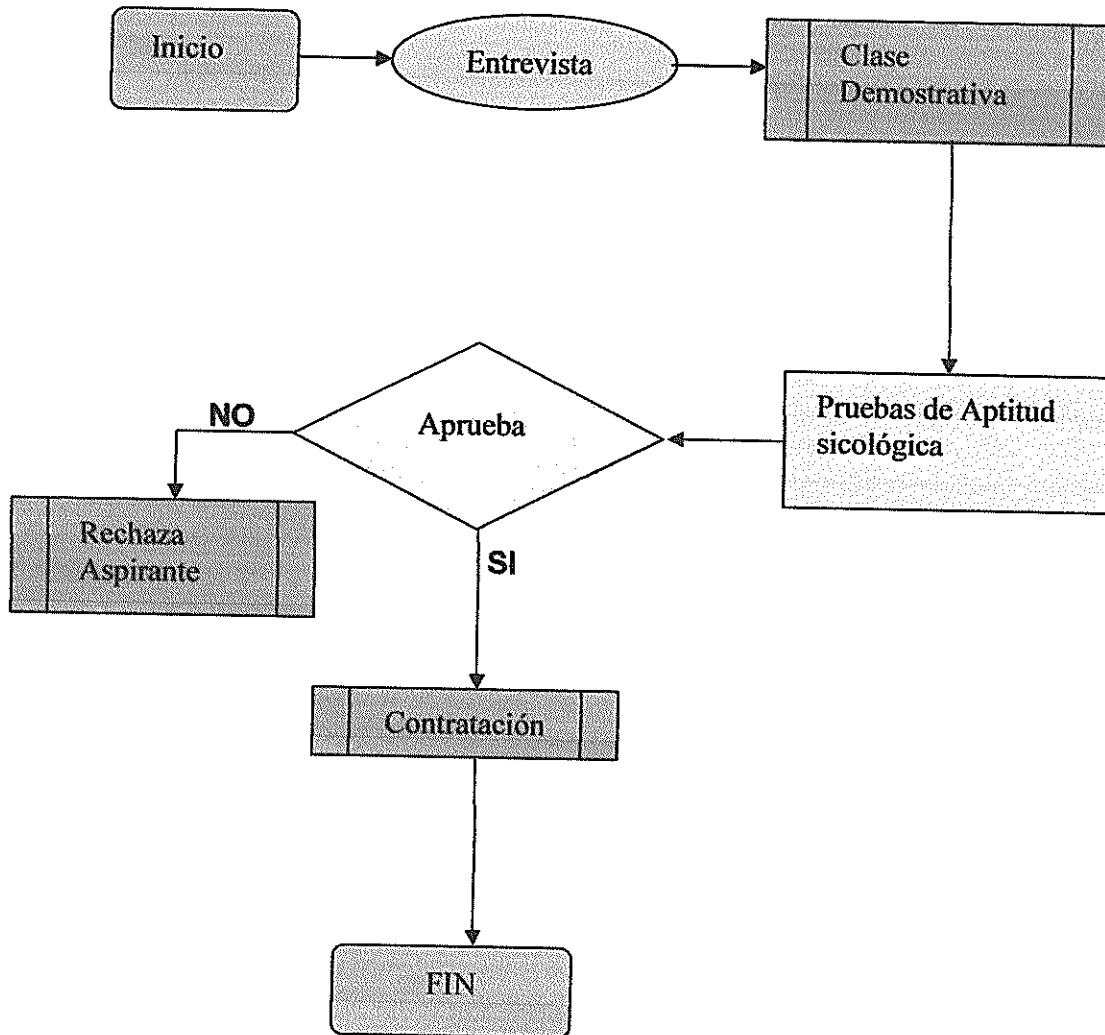 Inicio
Entrevista
Clase
Demostrativa
Pruebas de Aptitud
sicológica
Aprueba
NO
Rechaza
Aspirante
SI
Contratación
FIN